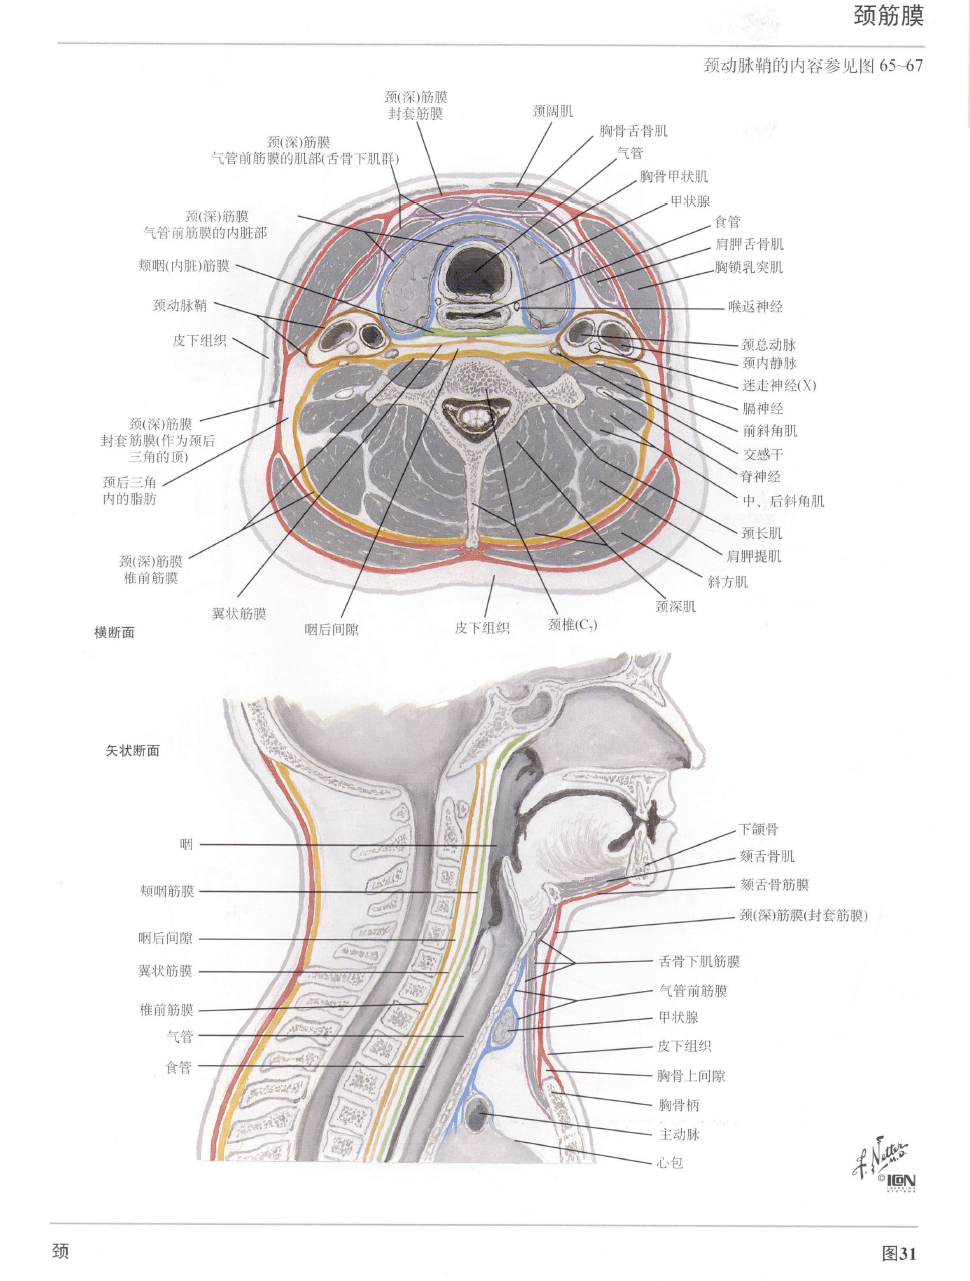 颈筋膜
颈动脉鞘的内容参见图 65~67
颈(深)筋膜
封套筋膜
颈阔肌
胸骨舌骨肌
气管
胸骨甲状肌
甲状腺
食管
肩胛舌骨肌
胸锁乳突肌
喉返神经
颈总动脉
颈内静脉
迷走神经(X)
膈神经
前斜角肌
交感干
脊神经
中、后斜角肌
颈长肌
肩胛提肌
斜方肌
颈深肌
颈(深)筋膜
气管前筋膜的肌部(舌骨下肌群)
颈(深)筋膜
气管前筋膜的内脏部
颊咽(内脏)筋膜
颈动脉鞘
皮下组织
颈(深)筋膜
封套筋膜(作为颈后
三角的顶)
颈后三角
内的脂肪
颈(深)筋膜
椎前筋膜
翼状筋膜
咽后间隙
皮下组织
颈椎(C₇)
横断面
矢状断面
咽
颊咽筋膜
咽后间隙
翼状筋膜
椎前筋膜
气管
食管
下颌骨
颏舌骨肌
颏舌骨筋膜
颈(深)筋膜(封套筋膜)
舌骨下肌筋膜
气管前筋膜
甲状腺
皮下组织
胸骨上间隙
胸骨柄
主动脉
心包
F. Netter
M.D.
© ICON
LEARNING
SYSTEMS
颈
图31